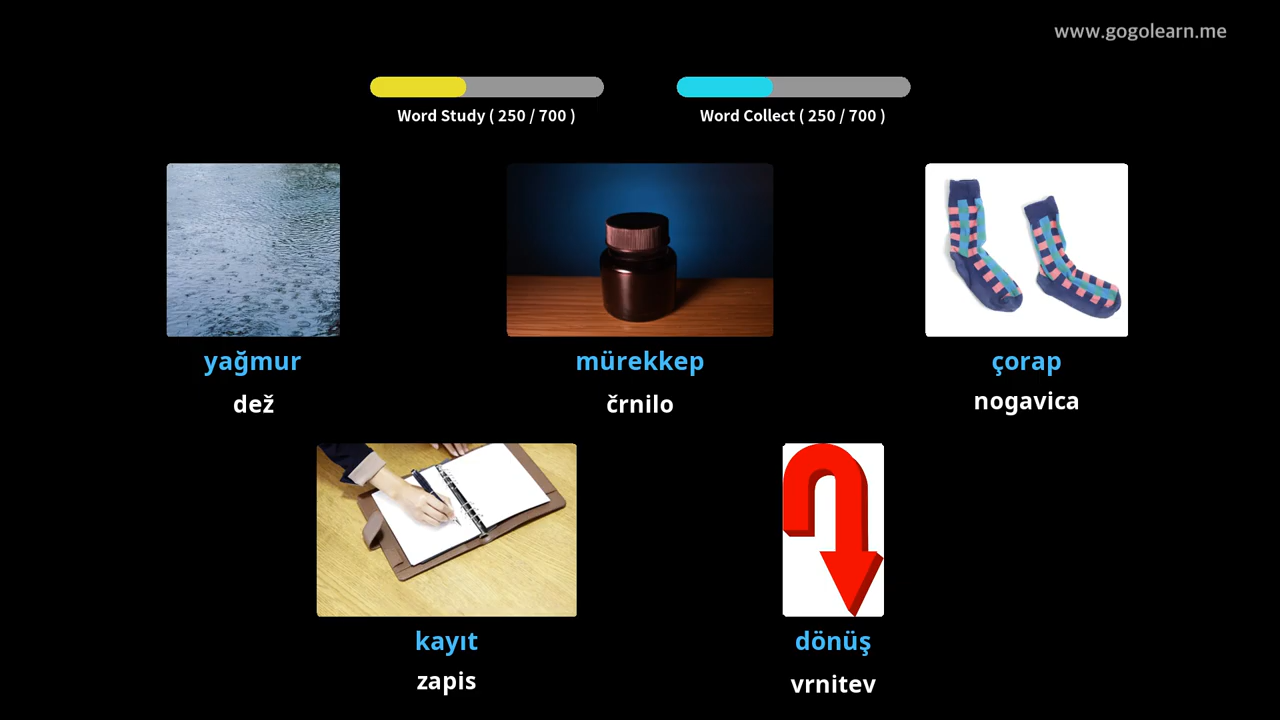 www.gogolearn.me
Word Study ( 250 / 700 )
Word Collect ( 250 / 700 )
yağmur
mürekkep
çorap
dež
črnilo
nogavica
kayıt
dönüş
zapis
vrnitev